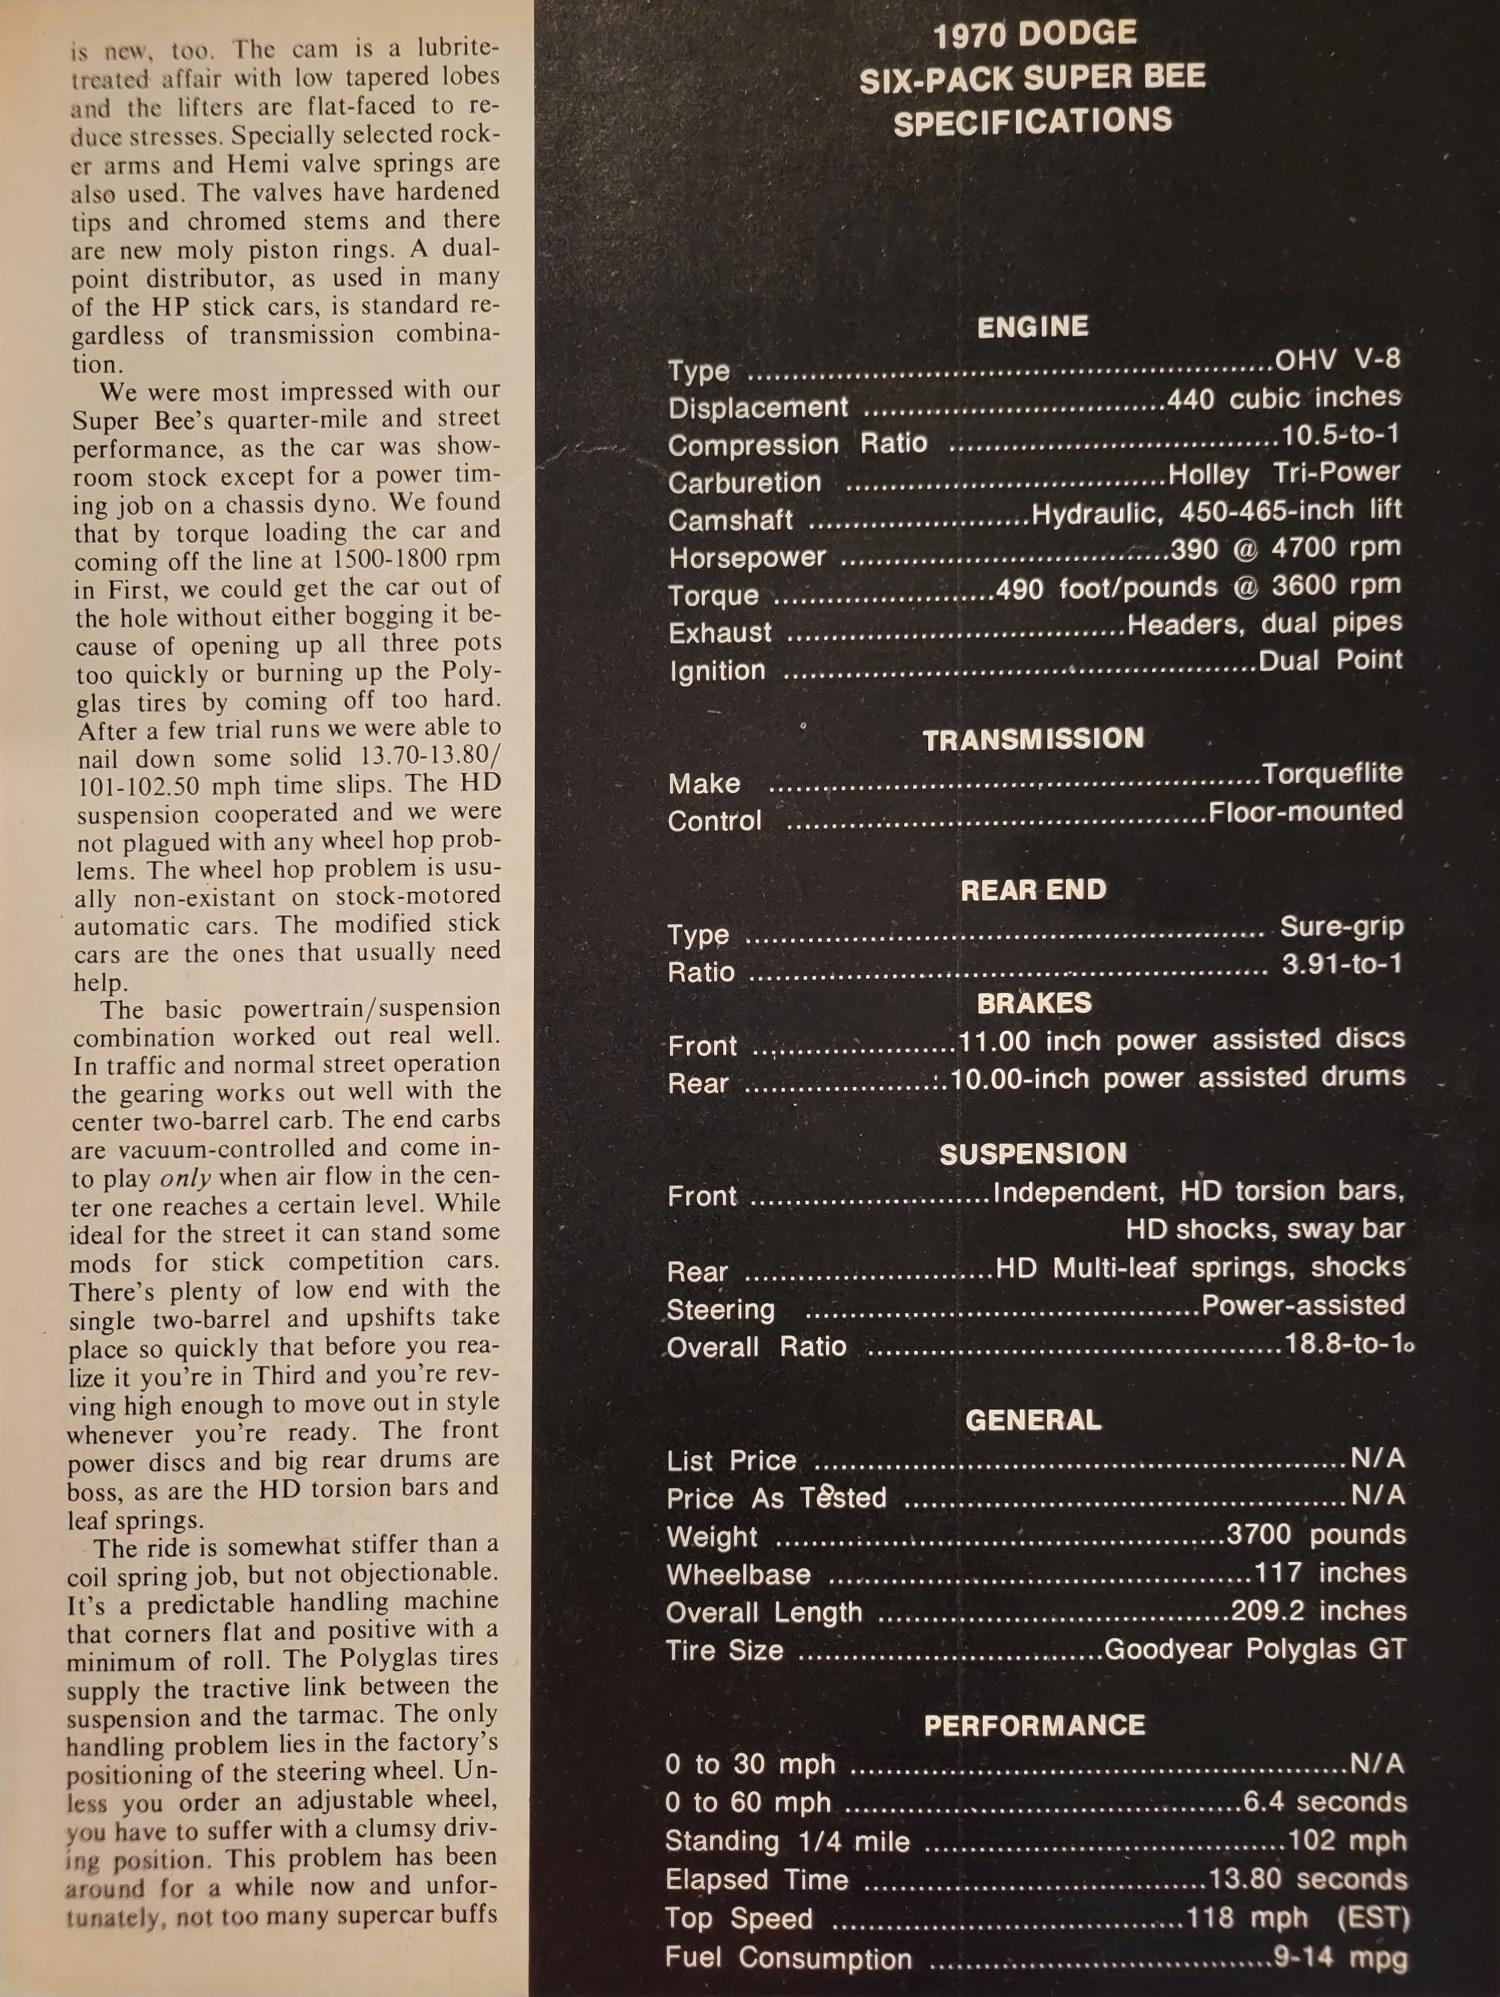 is new, too. The cam is a lubrite-
treated affair with low tapered lobes
and the lifters are flat-faced to re-
duce stresses. Specially selected rock-
er arms and Hemi valve springs are
also used. The valves have hardened
tips and chromed stems and there
are new moly piston rings. A dual-
point distributor, as used in many
of the HP stick cars, is standard re-
gardless of transmission combina-
tion.
We were most impressed with our
Super Bee's quarter-mile and street
performance, as the car was show-
room stock except for a power tim-
ing job on a chassis dyno. We found
that by torque loading the car and
coming off the line at 1500-1800 rpm
in First, we could get the car out of
the hole without either bogging it be-
cause of opening up all three pots
too quickly or burning up the Poly-
glas tires by coming off too hard.
After a few trial runs we were able to
nail down some solid 13.70-13.80/
101-102.50 mph time slips. The HD
suspension cooperated and we were
not plagued with any wheel hop prob-
lems. The wheel hop problem is usu-
ally non-existant on stock-motored
automatic cars. The modified stick
cars are the ones that usually need
help.
The basic powertrain/suspension
combination worked out real well.
In traffic and normal street operation
the gearing works out well with the
center two-barrel carb. The end carbs
are vacuum-controlled and come in-
to play only when air flow in the cen-
ter one reaches a certain level. While
ideal for the street it can stand some
mods for stick competition cars.
There's plenty of low end with the
single two-barrel and upshifts take
place so quickly that before you rea-
lize it you're in Third and you're rev-
ving high enough to move out in style
whenever you're ready. The front
power discs and big rear drums are
boss, as are the HD torsion bars and
leaf springs.
The ride is somewhat stiffer than a
coil spring job, but not objectionable.
It's a predictable handling machine
that corners flat and positive with a
minimum of roll. The Polyglas tires
supply the tractive link between the
suspension and the tarmac. The only
handling problem lies in the factory's
positioning of the steering wheel. Un-
less you order an adjustable wheel,
you have to suffer with a clumsy driv-
ing position. This problem has been
around for a while now and unfor-
tunately, not too many supercar buffs
1970 DODGE
SIX-PACK SUPER BEE
SPECIFICATIONS
ENGINE
Type ........................ OHV V-8
Displacement ........................ 440 cubic inches
Compression Ratio ........................ 10.5-to-1
Carburetion ........................ Holley Tri-Power
Camshaft ........................ Hydraulic, 450-465-inch lift
Horsepower ........................ 390 @ 4700 rpm
Torque ........................ 490 foot/pounds @ 3600 rpm
Exhaust ........................ Headers, dual pipes
Ignition ........................ Dual Point
TRANSMISSION
Make ........................ Torqueflite
Control ........................ Floor-mounted
REAR END
Type ........................ Sure-grip
Ratio ........................ 3.91-to-1
BRAKES
Front ........................ 11.00 inch power assisted discs
Rear ........................ 10.00-inch power assisted drums
SUSPENSION
Front ........................ Independent, HD torsion bars,
HD shocks, sway bar
Rear ........................ HD Multi-leaf springs, shocks
Steering ........................ Power-assisted
Overall Ratio ........................ 18.8-to-1
GENERAL
List Price ........................ N/A
Price As Tested ........................ N/A
Weight ........................ 3700 pounds
Wheelbase ........................ 117 inches
Overall Length ........................ 209.2 inches
Tire Size ........................ Goodyear Polyglas GT
PERFORMANCE
0 to 30 mph ........................ N/A
0 to 60 mph ........................ 6.4 seconds
Standing 1/4 mile ........................ 102 mph
Elapsed Time ........................ 13.80 seconds
Top Speed ........................ 118 mph (EST)
Fuel Consumption ........................ 9-14 mpg